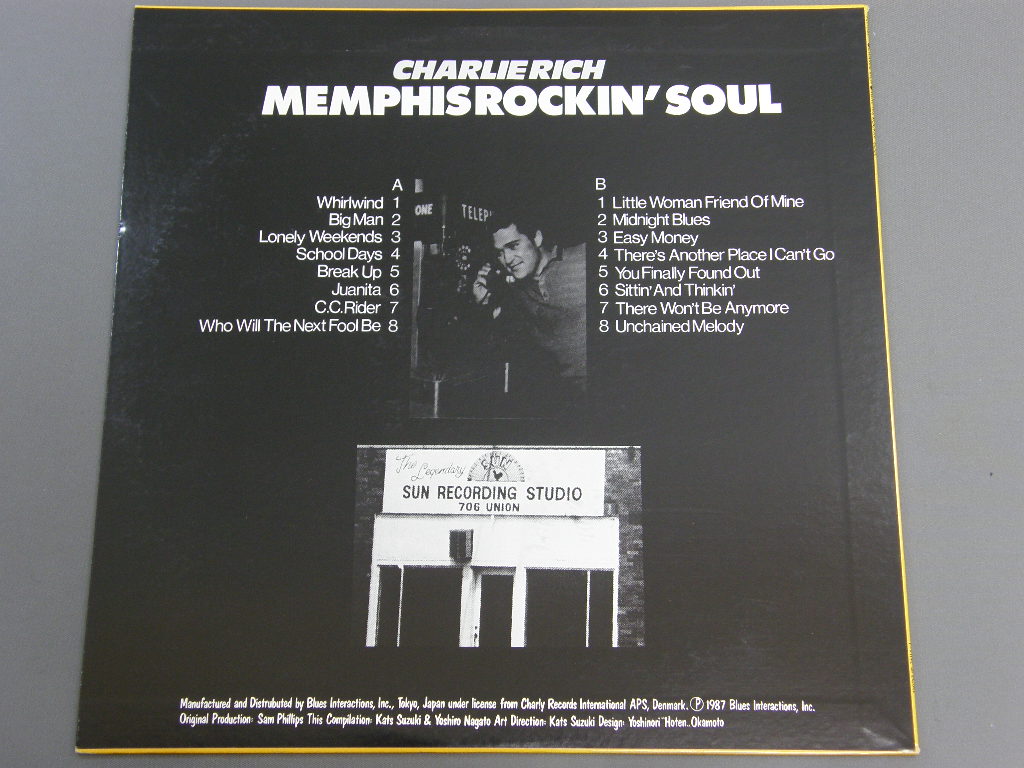 CHARLIE RICH
MEMPHIS ROCKIN' SOUL
A
Whirlwind 1
Big Man 2
Lonely Weekends 3
School Days 4
Break Up 5
Juanita 6
C.C. Rider 7
Who Will The Next Fool Be 8
B
1 Little Woman Friend Of Mine
2 Midnight Blues
3 Easy Money
4 There's Another Place I Can't Go
5 You Finally Found Out
6 Sittin' And Thinkin'
7 There Won't Be Anymore
8 Unchained Melody
ONE TELEP
The Legendary
SUN RECORDING STUDIO
706 UNION
Manufactured and Distrubuted by Blues Interactions, Inc., Tokyo, Japan under license from Charly Records International APS, Denmark. Ⓟ 1987 Blues Interactions, Inc.
Original Production: Sam Phillips This Compilation: Kats Suzuki & Yoshiro Nagato Art Direction: Kats Suzuki Design: Yoshinori "Hoten" Okamoto